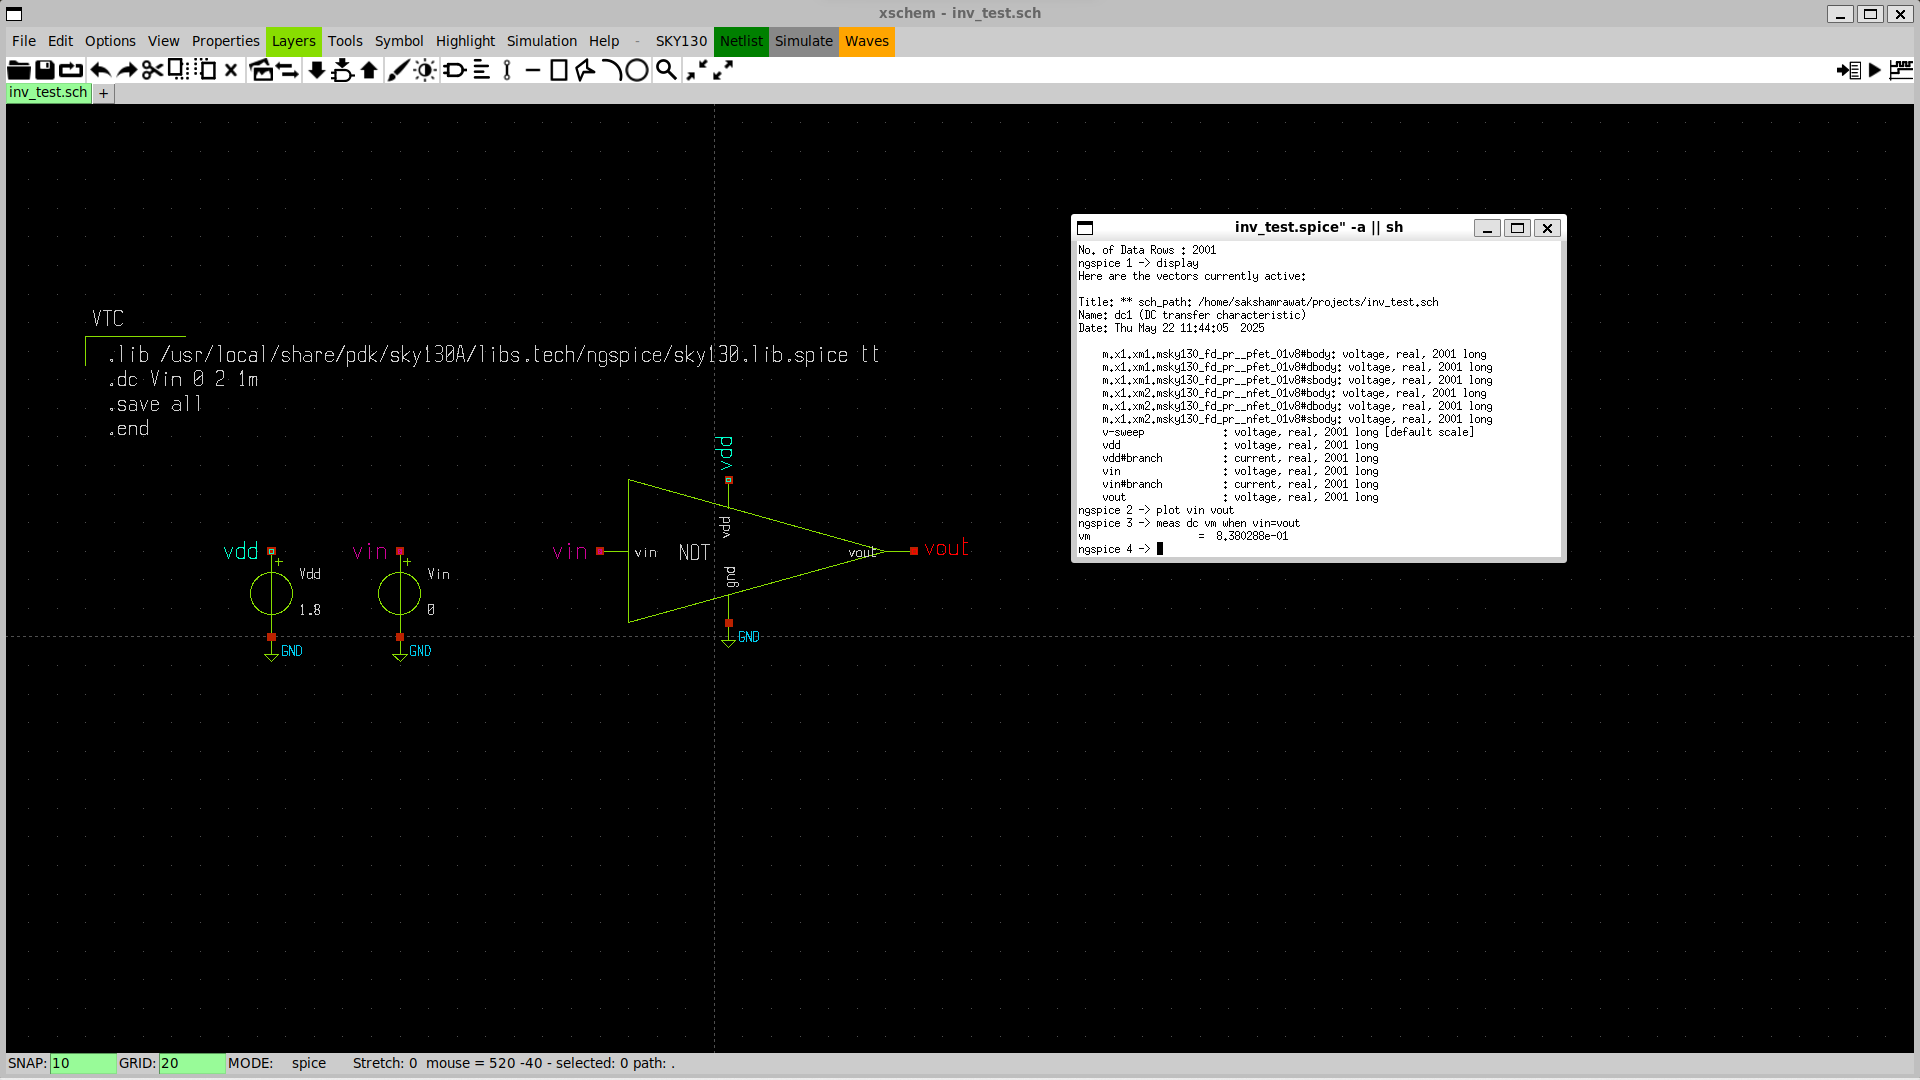 xschem - inv_test.sch
File Edit Options View Properties Layers Tools Symbol Highlight Simulation Help - SKY130 Netlist Simulate Waves
inv_test.sch +
VTC
.lib /usr/local/share/pdk/sky130A/libs.tech/ngspice/sky130.lib.spice tt
.dc Vin 0 2 1m
.save all
.end
vdd
Vdd
1.8
GND
vin
Vin
0
GND
vin
vin
NOT
vdd
vdd
gnd
GND
vout
vout
inv_test.spice" -a || sh
No. of Data Rows : 2001
ngspice 1 -> display
Here are the vectors currently active:
Title: ** sch_path: /home/sakshamrawat/projects/inv_test.sch
Name: dc1 (DC transfer characteristic)
Date: Thu May 22 11:44:05  2025
m.x1.xm1.msky130_fd_pr__pfet_01v8#body: voltage, real, 2001 long
m.x1.xm1.msky130_fd_pr__pfet_01v8#dbody: voltage, real, 2001 long
m.x1.xm1.msky130_fd_pr__pfet_01v8#sbody: voltage, real, 2001 long
m.x1.xm2.msky130_fd_pr__nfet_01v8#body: voltage, real, 2001 long
m.x1.xm2.msky130_fd_pr__nfet_01v8#dbody: voltage, real, 2001 long
m.x1.xm2.msky130_fd_pr__nfet_01v8#sbody: voltage, real, 2001 long
v-sweep : voltage, real, 2001 long [default scale]
vdd : voltage, real, 2001 long
vdd#branch : current, real, 2001 long
vin : voltage, real, 2001 long
vin#branch : current, real, 2001 long
vout : voltage, real, 2001 long
ngspice 2 -> plot vin vout
ngspice 3 -> meas dc vm when vin=vout
vm = 8.380288e-01
ngspice 4 ->
SNAP: 10 GRID: 20 MODE: spice Stretch: 0 mouse = 520 -40 - selected: 0 path: .